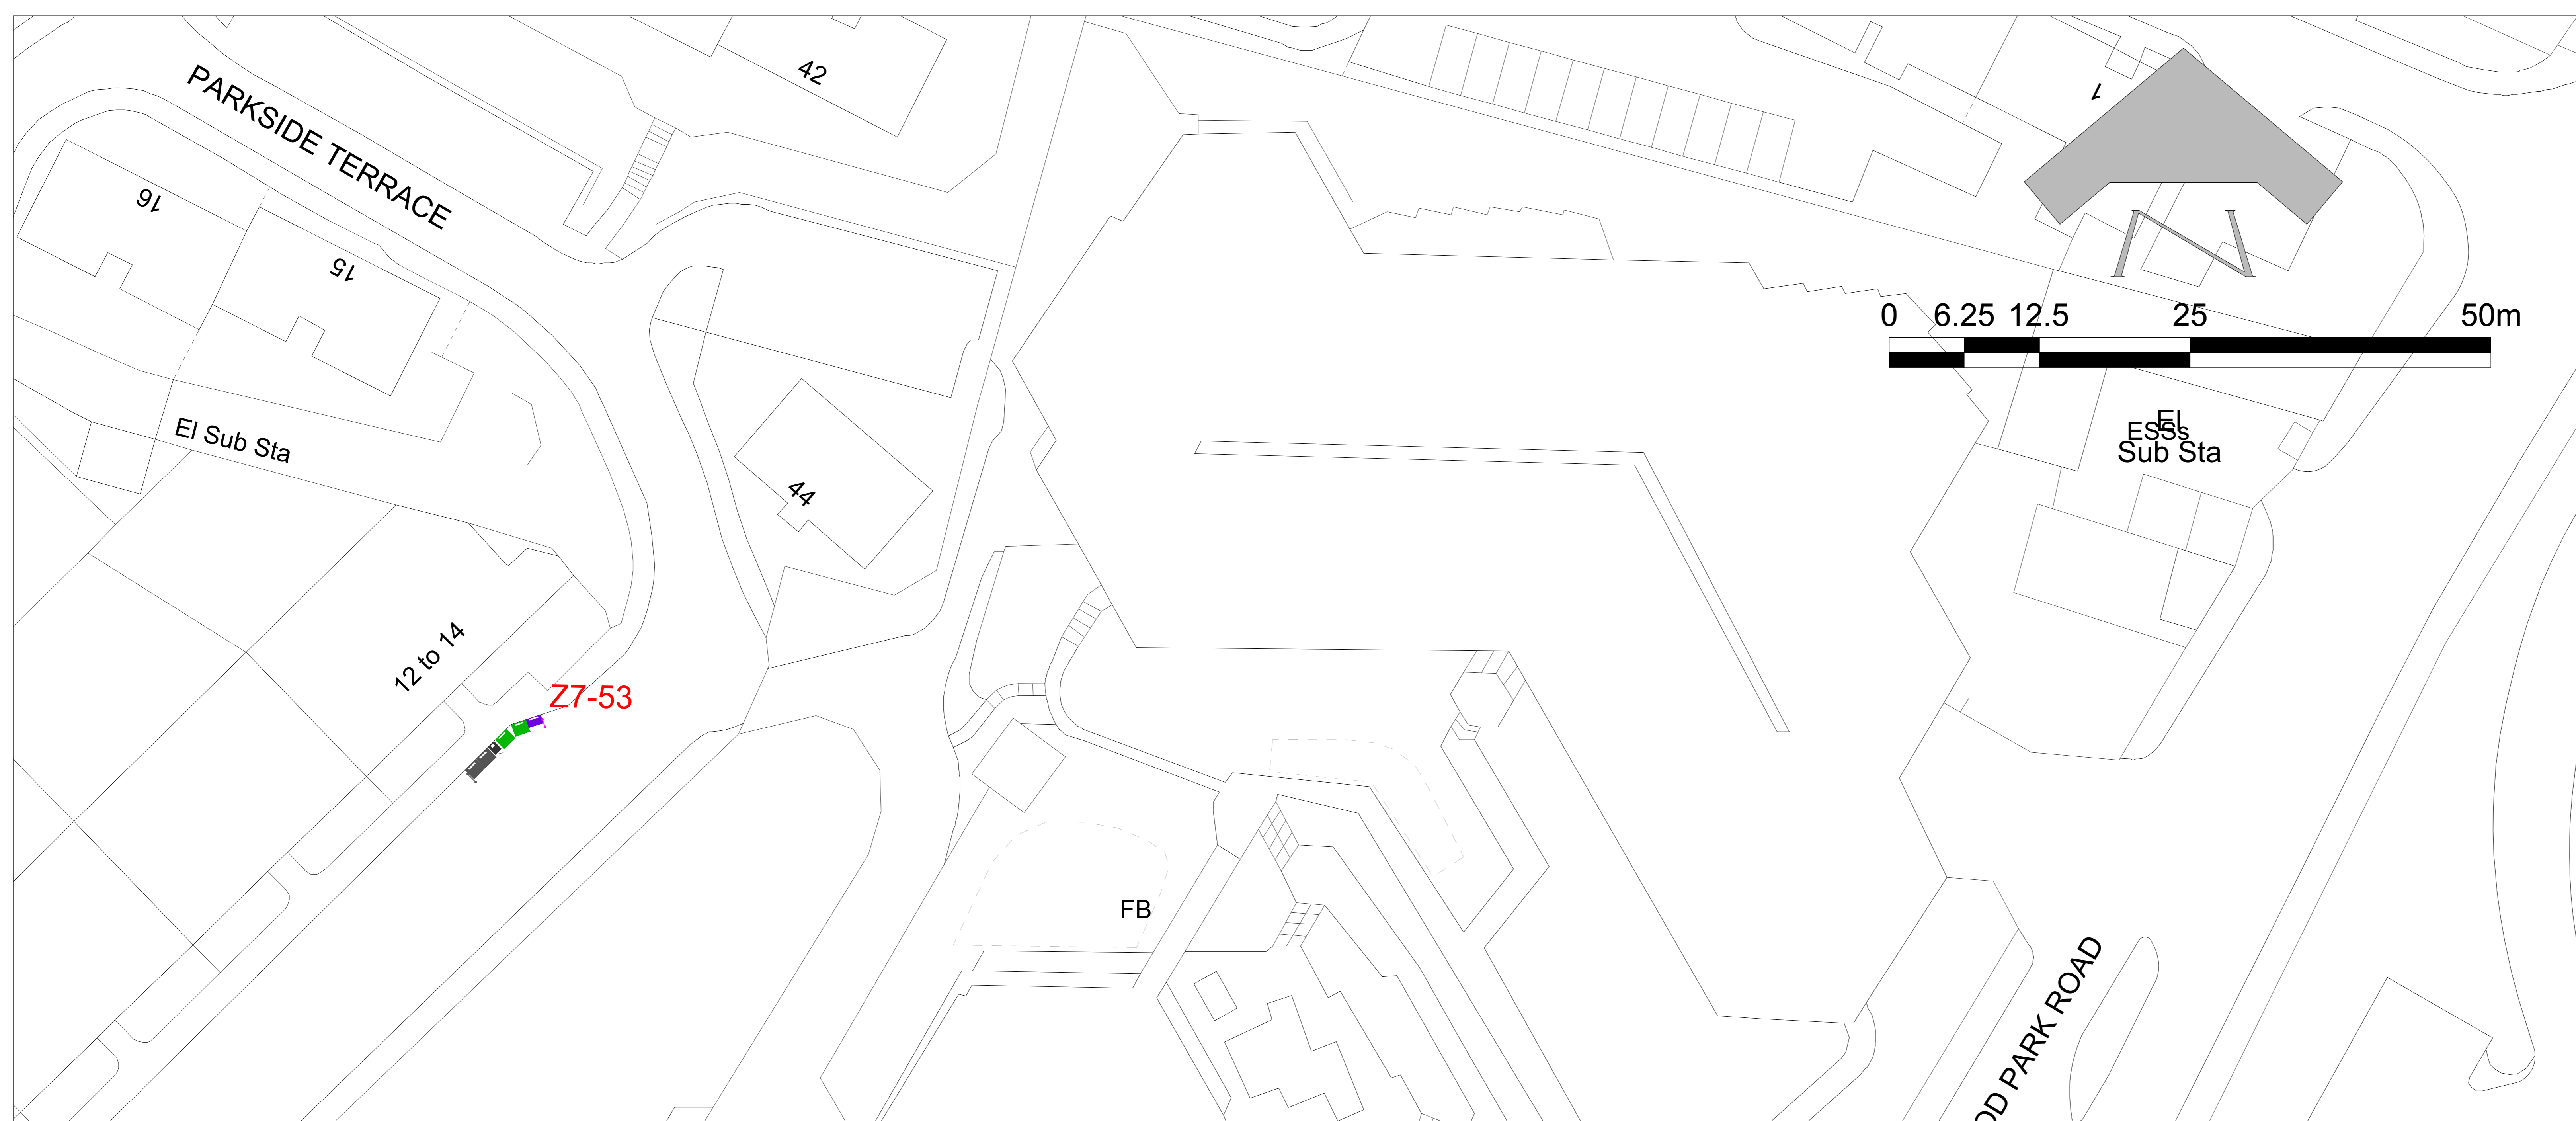 42
PARKSIDE TERRACE
1
16
15
N
0 6.25 12.5 25 50m
El Sub Sta
El
ESSs
Sub Sta
44
12 to 14
Z7-53
FB
OD PARK ROAD